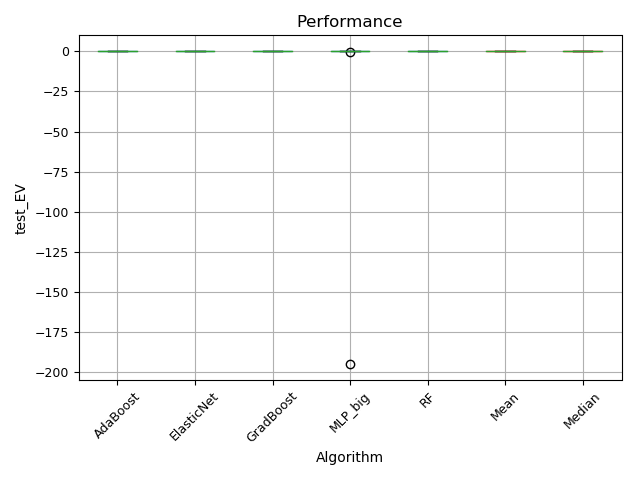 Performance
test_EV
0
−25
−50
−75
−100
−125
−150
−175
−200
AdaBoost
ElasticNet
GradBoost
MLP_big
RF
Mean
Median
Algorithm